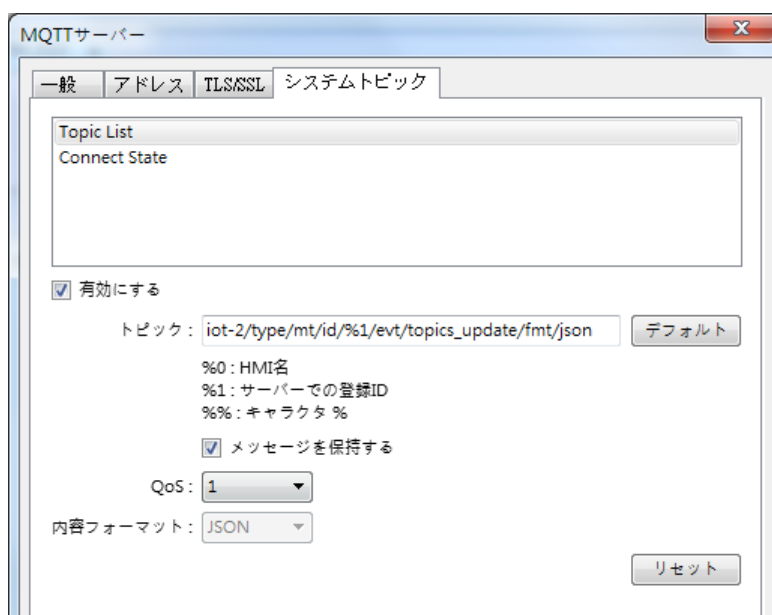 MQTTサーバー
一般 アドレス TLS/SSL システムトピック
Topic List
Connect State
有効にする
トピック : iot-2/type/mt/id/%1/evt/topics_update/fmt/json デフォルト
%0 : HMI名
%1 : サーバーでの登録ID
%% : キャラクタ %
メッセージを保持する
QoS : 1
内容フォーマット : JSON
リセット